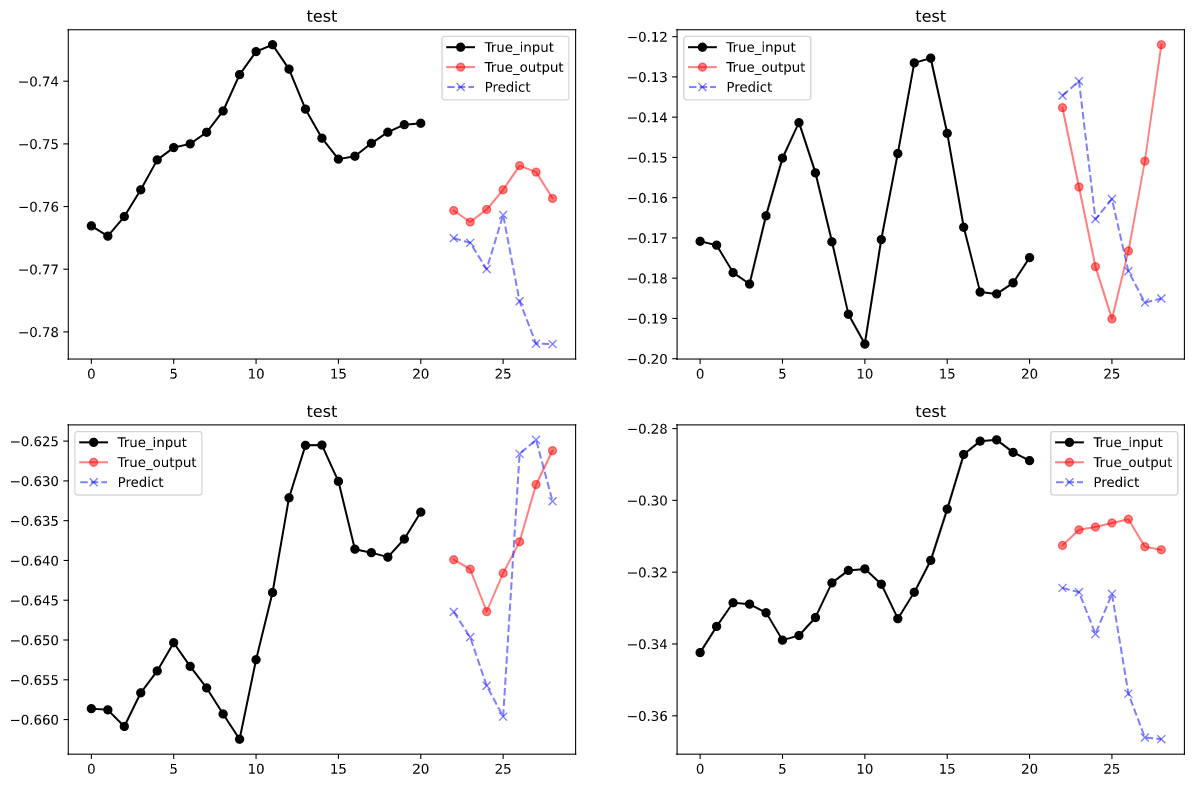 test
True_input
True_output
Predict
−0.74
−0.75
−0.76
−0.77
−0.78
0 5 10 15 20 25
test
True_input
True_output
Predict
−0.12
−0.13
−0.14
−0.15
−0.16
−0.17
−0.18
−0.19
−0.20
0 5 10 15 20 25
test
True_input
True_output
Predict
−0.625
−0.630
−0.635
−0.640
−0.645
−0.650
−0.655
−0.660
0 5 10 15 20 25
test
True_input
True_output
Predict
−0.28
−0.30
−0.32
−0.34
−0.36
0 5 10 15 20 25